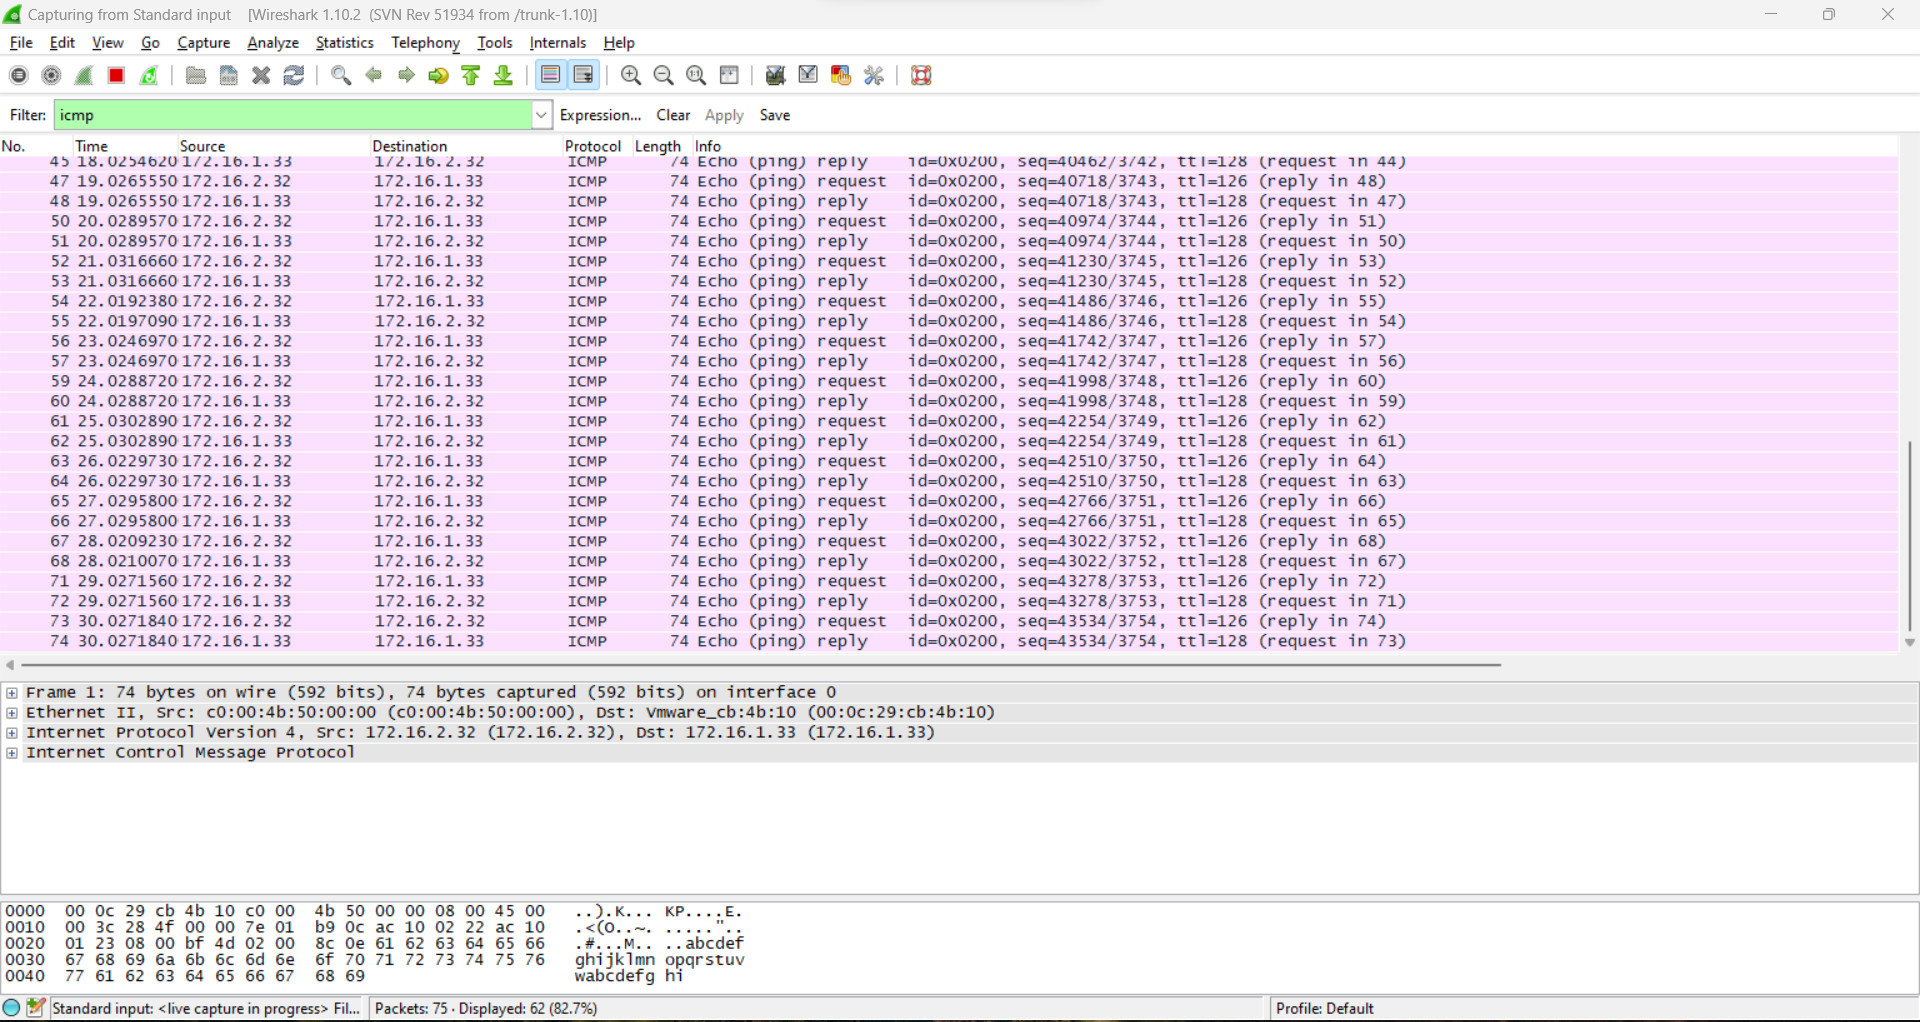 Capturing from Standard input [Wireshark 1.10.2 (SVN Rev 51934 from /trunk-1.10)]
File Edit View Go Capture Analyze Statistics Telephony Tools Internals Help
Filter: icmp Expression... Clear Apply Save
No. Time Source Destination Protocol Length Info
45 18.0254620 172.16.1.33 172.16.2.32 ICMP 74 Echo (ping) reply id=0x0200, seq=40462/3742, ttl=128 (request in 44)
47 19.0265550 172.16.2.32 172.16.1.33 ICMP 74 Echo (ping) request id=0x0200, seq=40718/3743, ttl=126 (reply in 48)
48 19.0265550 172.16.1.33 172.16.2.32 ICMP 74 Echo (ping) reply id=0x0200, seq=40718/3743, ttl=128 (request in 47)
50 20.0289570 172.16.2.32 172.16.1.33 ICMP 74 Echo (ping) request id=0x0200, seq=40974/3744, ttl=126 (reply in 51)
51 20.0289570 172.16.1.33 172.16.2.32 ICMP 74 Echo (ping) reply id=0x0200, seq=40974/3744, ttl=128 (request in 50)
52 21.0316660 172.16.2.32 172.16.1.33 ICMP 74 Echo (ping) request id=0x0200, seq=41230/3745, ttl=126 (reply in 53)
53 21.0316660 172.16.1.33 172.16.2.32 ICMP 74 Echo (ping) reply id=0x0200, seq=41230/3745, ttl=128 (request in 52)
54 22.0192380 172.16.2.32 172.16.1.33 ICMP 74 Echo (ping) request id=0x0200, seq=41486/3746, ttl=126 (reply in 55)
55 22.0197090 172.16.1.33 172.16.2.32 ICMP 74 Echo (ping) reply id=0x0200, seq=41486/3746, ttl=128 (request in 54)
56 23.0246970 172.16.2.32 172.16.1.33 ICMP 74 Echo (ping) request id=0x0200, seq=41742/3747, ttl=126 (reply in 57)
57 23.0246970 172.16.1.33 172.16.2.32 ICMP 74 Echo (ping) reply id=0x0200, seq=41742/3747, ttl=128 (request in 56)
59 24.0288720 172.16.2.32 172.16.1.33 ICMP 74 Echo (ping) request id=0x0200, seq=41998/3748, ttl=126 (reply in 60)
60 24.0288720 172.16.1.33 172.16.2.32 ICMP 74 Echo (ping) reply id=0x0200, seq=41998/3748, ttl=128 (request in 59)
61 25.0302890 172.16.2.32 172.16.1.33 ICMP 74 Echo (ping) request id=0x0200, seq=42254/3749, ttl=126 (reply in 62)
62 25.0302890 172.16.1.33 172.16.2.32 ICMP 74 Echo (ping) reply id=0x0200, seq=42254/3749, ttl=128 (request in 61)
63 26.0229730 172.16.2.32 172.16.1.33 ICMP 74 Echo (ping) request id=0x0200, seq=42510/3750, ttl=126 (reply in 64)
64 26.0229730 172.16.1.33 172.16.2.32 ICMP 74 Echo (ping) reply id=0x0200, seq=42510/3750, ttl=128 (request in 63)
65 27.0295800 172.16.2.32 172.16.1.33 ICMP 74 Echo (ping) request id=0x0200, seq=42766/3751, ttl=126 (reply in 66)
66 27.0295800 172.16.1.33 172.16.2.32 ICMP 74 Echo (ping) reply id=0x0200, seq=42766/3751, ttl=128 (request in 65)
67 28.0209230 172.16.2.32 172.16.1.33 ICMP 74 Echo (ping) request id=0x0200, seq=43022/3752, ttl=126 (reply in 68)
68 28.0210070 172.16.1.33 172.16.2.32 ICMP 74 Echo (ping) reply id=0x0200, seq=43022/3752, ttl=128 (request in 67)
71 29.0271560 172.16.2.32 172.16.1.33 ICMP 74 Echo (ping) request id=0x0200, seq=43278/3753, ttl=126 (reply in 72)
72 29.0271560 172.16.1.33 172.16.2.32 ICMP 74 Echo (ping) reply id=0x0200, seq=43278/3753, ttl=128 (request in 71)
73 30.0271840 172.16.2.32 172.16.2.32 ICMP 74 Echo (ping) request id=0x0200, seq=43534/3754, ttl=126 (reply in 74)
74 30.0271840 172.16.1.33 172.16.1.33 ICMP 74 Echo (ping) reply id=0x0200, seq=43534/3754, ttl=128 (request in 73)
Frame 1: 74 bytes on wire (592 bits), 74 bytes captured (592 bits) on interface 0
Ethernet II, Src: c0:00:4b:50:00:00 (c0:00:4b:50:00:00), Dst: Vmware_cb:4b:10 (00:0c:29:cb:4b:10)
Internet Protocol Version 4, Src: 172.16.2.32 (172.16.2.32), Dst: 172.16.1.33 (172.16.1.33)
Internet Control Message Protocol
0000 00 0c 29 cb 4b 10 c0 00 4b 50 00 00 08 00 45 00 ..).K... KP....E.
0010 00 3c 28 4f 00 00 7e 01 b9 0c ac 10 02 22 ac 10 .<(O..~. ....."..
0020 01 23 08 00 bf 4d 02 00 8c 0e 61 62 63 64 65 66 .#...M.. ..abcdef
0030 67 68 69 6a 6b 6c 6d 6e 6f 70 71 72 73 74 75 76 ghijklmn opqrstuv
0040 77 61 62 63 64 65 66 67 68 69 wabcdefg hi
Standard input: <live capture in progress> Fil... Packets: 75 · Displayed: 62 (82.7%) Profile: Default